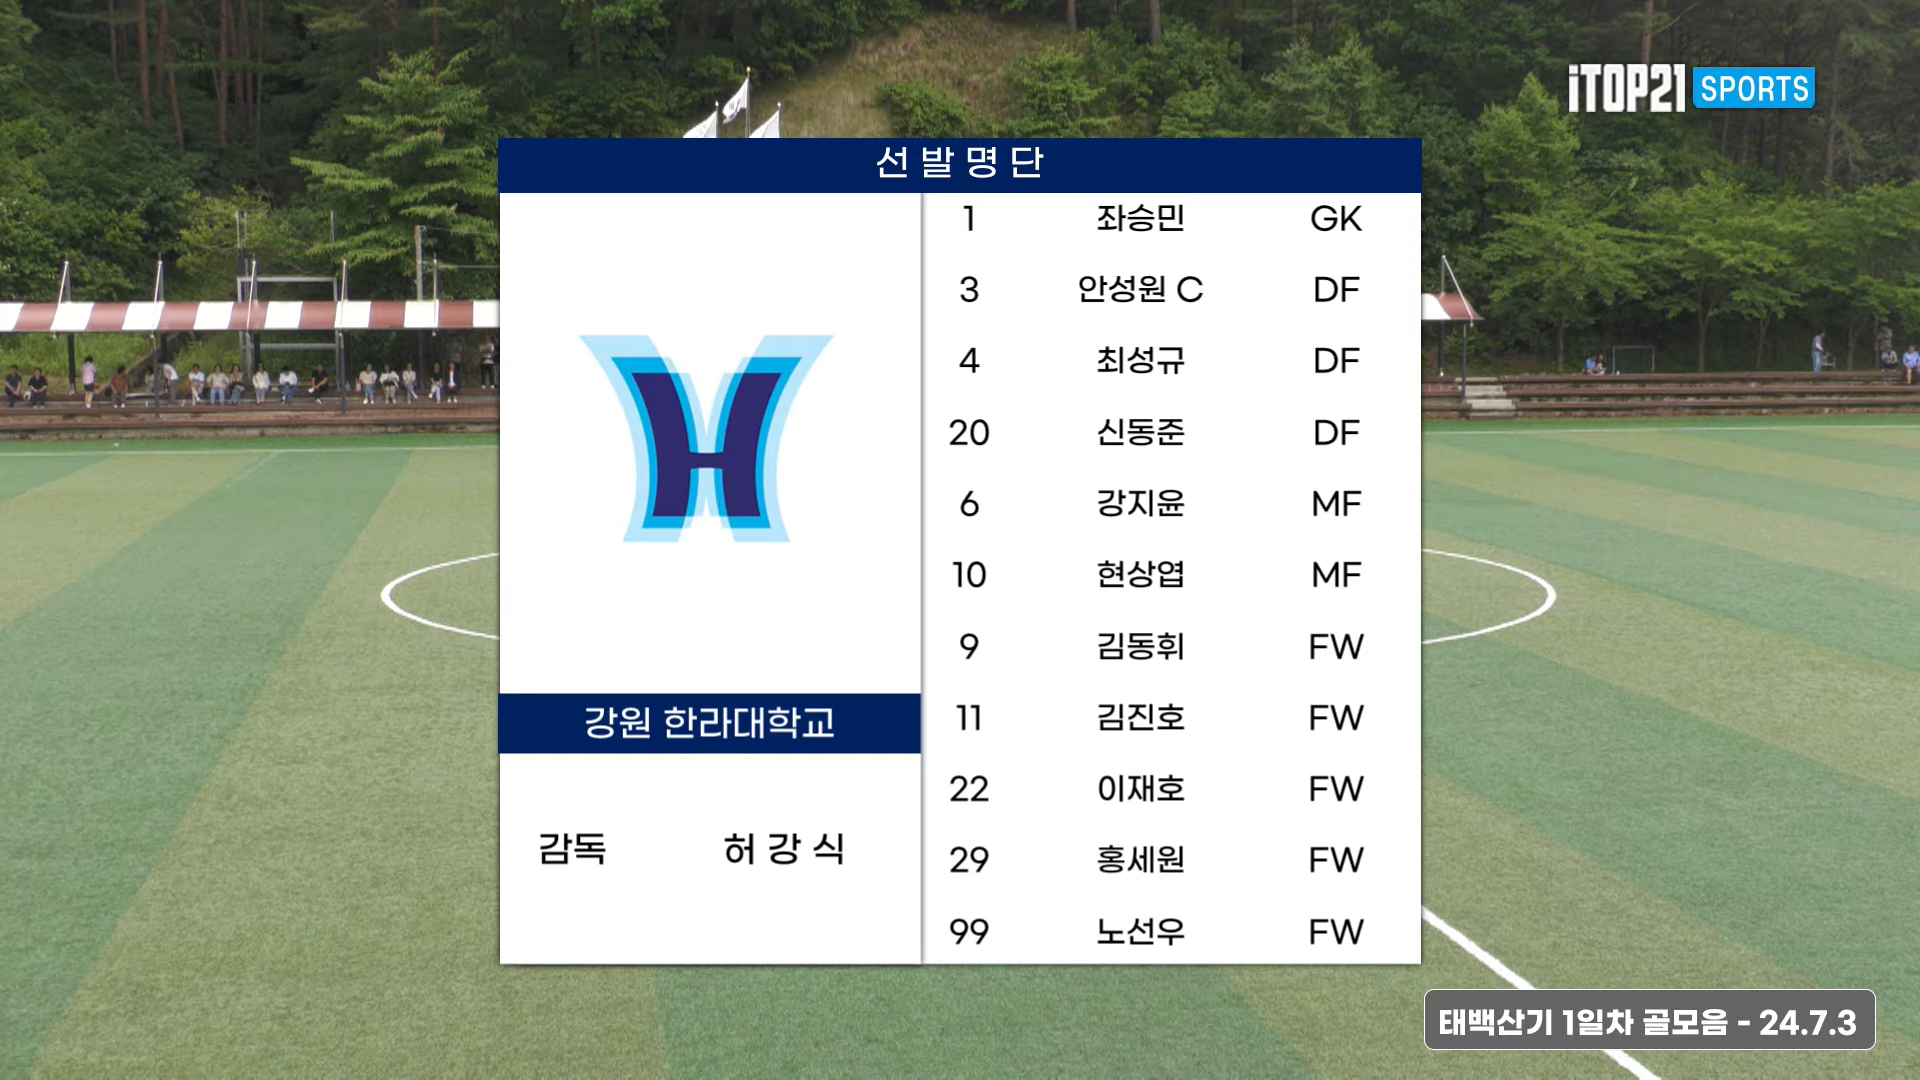 iTOP21 SPORTS
선발명단
1 좌승민 GK
3 안성원 C DF
4 최성규 DF
20 신동준 DF
6 강지윤 MF
10 현상엽 MF
9 김동휘 FW
11 김진호 FW
22 이재호 FW
29 홍세원 FW
99 노선우 FW
H
강원 한라대학교
감독 허강식
태백산기 1일차 골모음 - 24.7.3